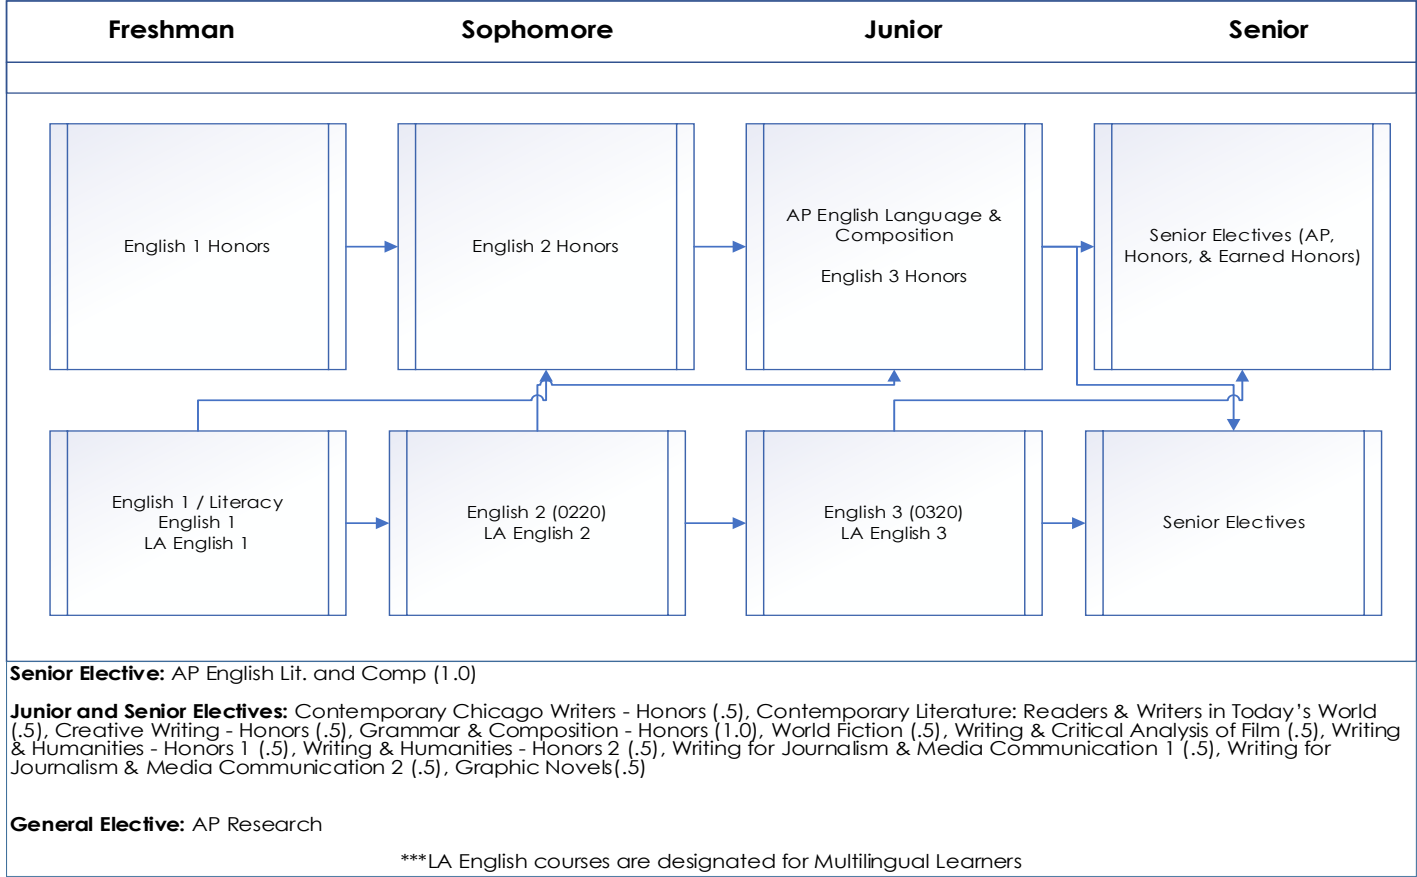 Freshman
Sophomore
Junior
Senior
English 1 Honors
English 2 Honors
AP English Language &
Composition
English 3 Honors
Senior Electives (AP,
Honors, & Earned Honors)
English 1 / Literacy
English 1
LA English 1
English 2 (0220)
LA English 2
English 3 (0320)
LA English 3
Senior Electives
Senior Elective: AP English Lit. and Comp (1.0)
Junior and Senior Electives: Contemporary Chicago Writers - Honors (.5), Contemporary Literature: Readers & Writers in Today's World
(.5), Creative Writing - Honors (.5), Grammar & Composition - Honors (1.0), World Fiction (.5), Writing & Critical Analysis of Film (.5), Writing
& Humanities - Honors 1 (.5), Writing & Humanities - Honors 2 (.5), Writing for Journalism & Media Communication 1 (.5), Writing for
Journalism & Media Communication 2 (.5), Graphic Novels(.5)
General Elective: AP Research
***LA English courses are designated for Multilingual Learners